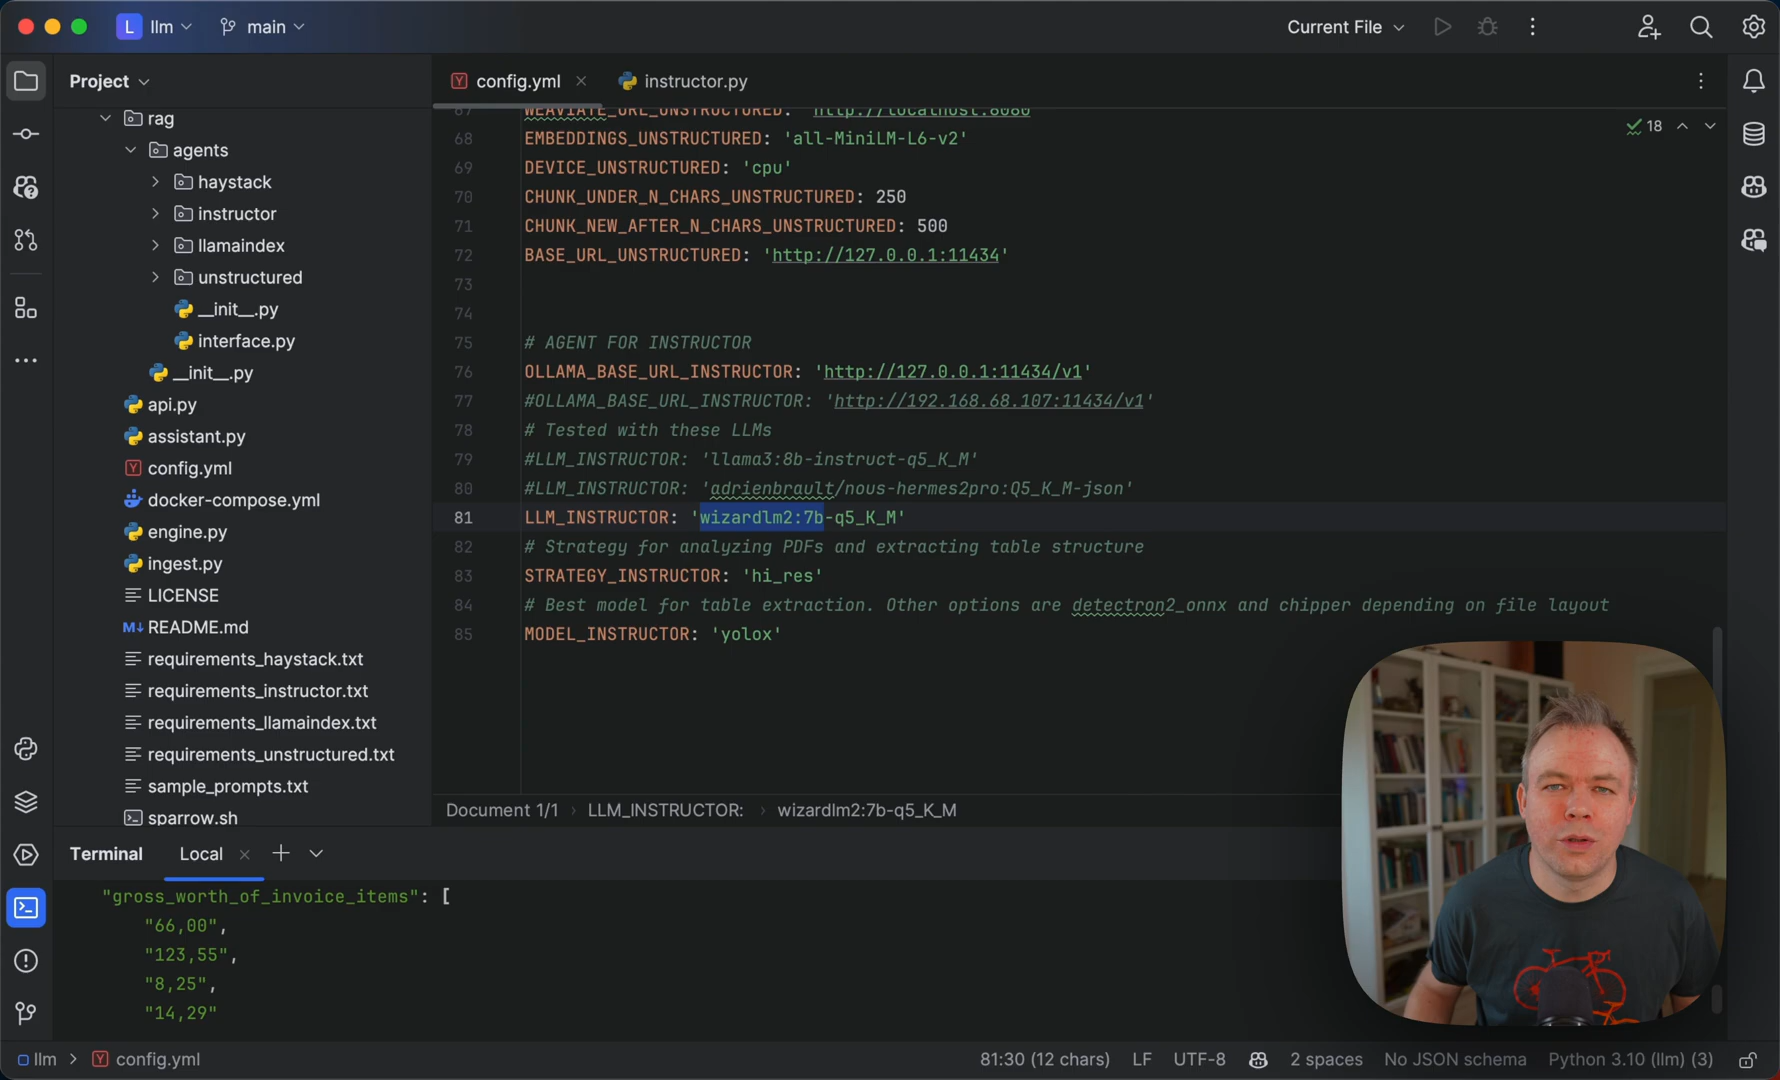 L llm main
Current File
Project
config.yml
instructor.py
rag
agents
haystack
instructor
llamaindex
unstructured
__init__.py
interface.py
__init__.py
api.py
assistant.py
config.yml
docker-compose.yml
engine.py
ingest.py
LICENSE
README.md
requirements_haystack.txt
requirements_instructor.txt
requirements_llamaindex.txt
requirements_unstructured.txt
sample_prompts.txt
sparrow.sh
18
67 WEAVIATE_URL_UNSTRUCTURED: 'http://localhost:8080
68 EMBEDDINGS_UNSTRUCTURED: 'all-MiniLM-L6-v2'
69 DEVICE_UNSTRUCTURED: 'cpu'
70 CHUNK_UNDER_N_CHARS_UNSTRUCTURED: 250
71 CHUNK_NEW_AFTER_N_CHARS_UNSTRUCTURED: 500
72 BASE_URL_UNSTRUCTURED: 'http://127.0.0.1:11434'
73
74
75 # AGENT FOR INSTRUCTOR
76 OLLAMA_BASE_URL_INSTRUCTOR: 'http://127.0.0.1:11434/v1'
77 #OLLAMA_BASE_URL_INSTRUCTOR: 'http://192.168.68.107:11434/v1'
78 # Tested with these LLMs
79 #LLM_INSTRUCTOR: 'llama3:8b-instruct-q5_K_M'
80 #LLM_INSTRUCTOR: 'adrienbrault/nous-hermes2pro:Q5_K_M-json'
81 LLM_INSTRUCTOR: 'wizardlm2:7b-q5_K_M'
82 # Strategy for analyzing PDFs and extracting table structure
83 STRATEGY_INSTRUCTOR: 'hi_res'
84 # Best model for table extraction. Other options are detectron2_onnx and chipper depending on file layout
85 MODEL_INSTRUCTOR: 'yolox'
Document 1/1 › LLM_INSTRUCTOR: › wizardlm2:7b-q5_K_M
Terminal Local
"gross_worth_of_invoice_items": [
"66,00",
"123,55",
"8,25",
"14,29"
llm › config.yml
81:30 (12 chars) LF UTF-8 2 spaces No JSON schema Python 3.10 (llm) (3)